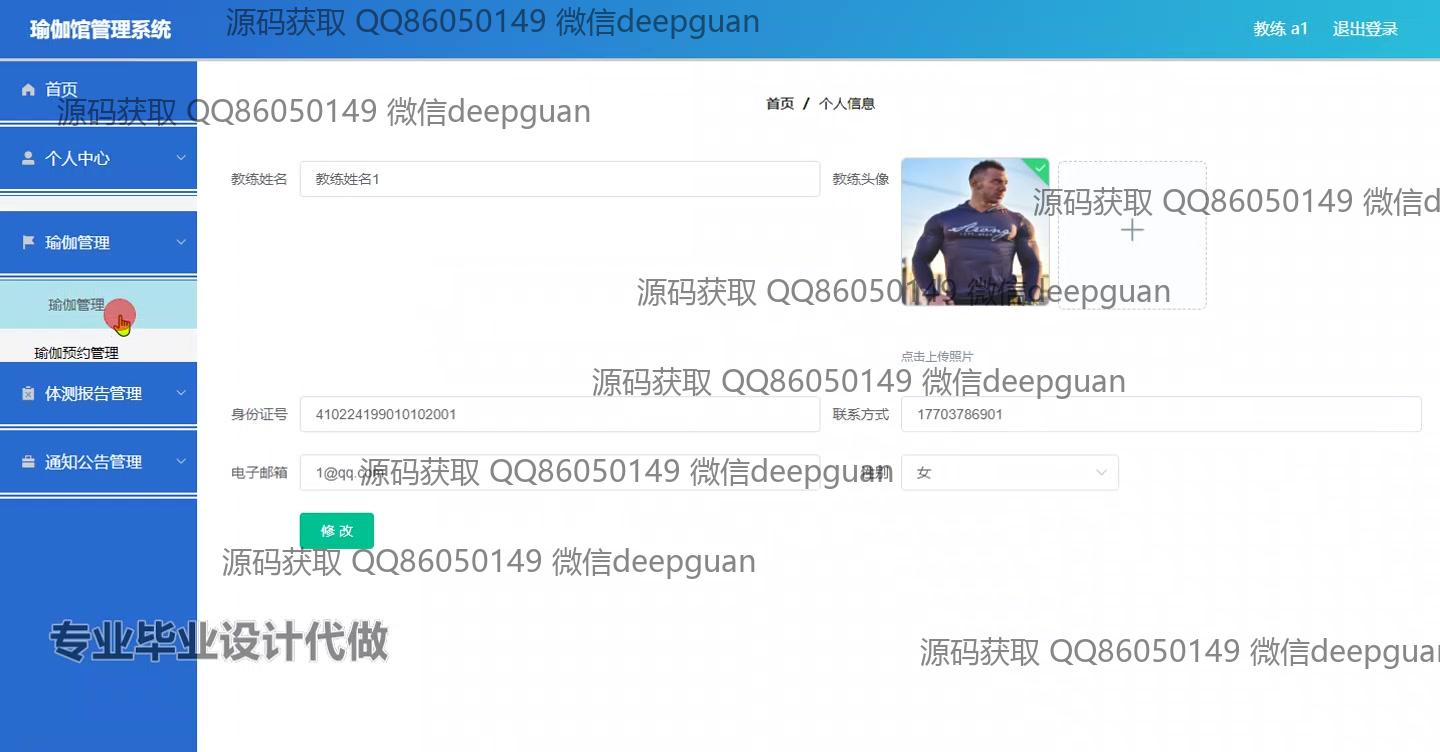 瑜伽馆管理系统
源码获取 QQ86050149 微信deepguan
教练 a1
退出登录
首页
源码获取 QQ86050149 微信deepguan
首页 / 个人信息
个人中心
教练姓名
教练姓名1
教练头像
Strong
源码获取 QQ86050149 微信d
瑜伽管理
源码获取 QQ86050149 微信deepguan
瑜伽管理
瑜伽预约管理
点击上传照片
源码获取 QQ86050149 微信deepguan
体测报告管理
身份证号
410224199010102001
联系方式
17703786901
通知公告管理
电子邮箱
1@qq.com
源码获取 QQ86050149 微信deepguan
性别
女
修改
源码获取 QQ86050149 微信deepguan
专业毕业设计代做
源码获取 QQ86050149 微信deepguan